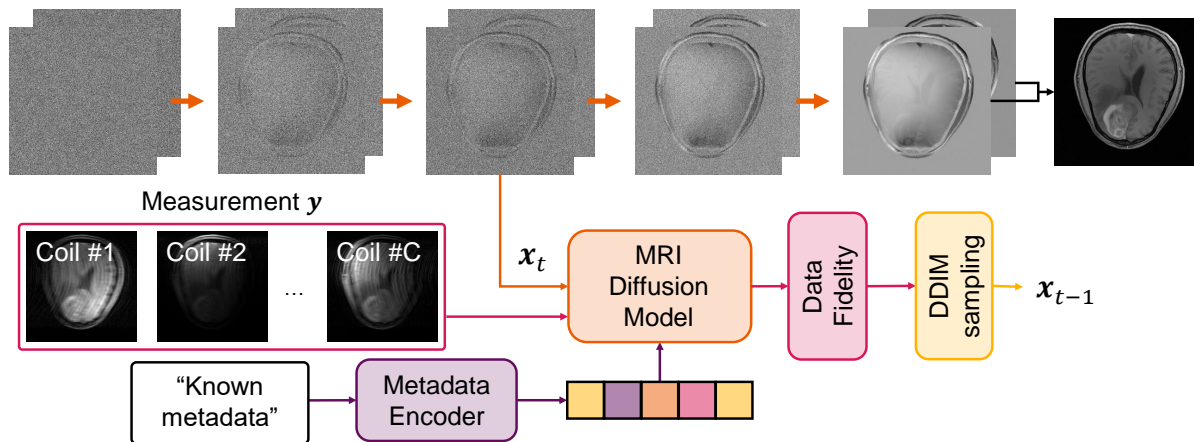 Measurement y
Coil #1
Coil #2
...
Coil #C
x_t
MRI
Diffusion
Model
Data
Fidelity
DDIM
sampling
x_{t−1}
“Known
metadata”
Metadata
Encoder